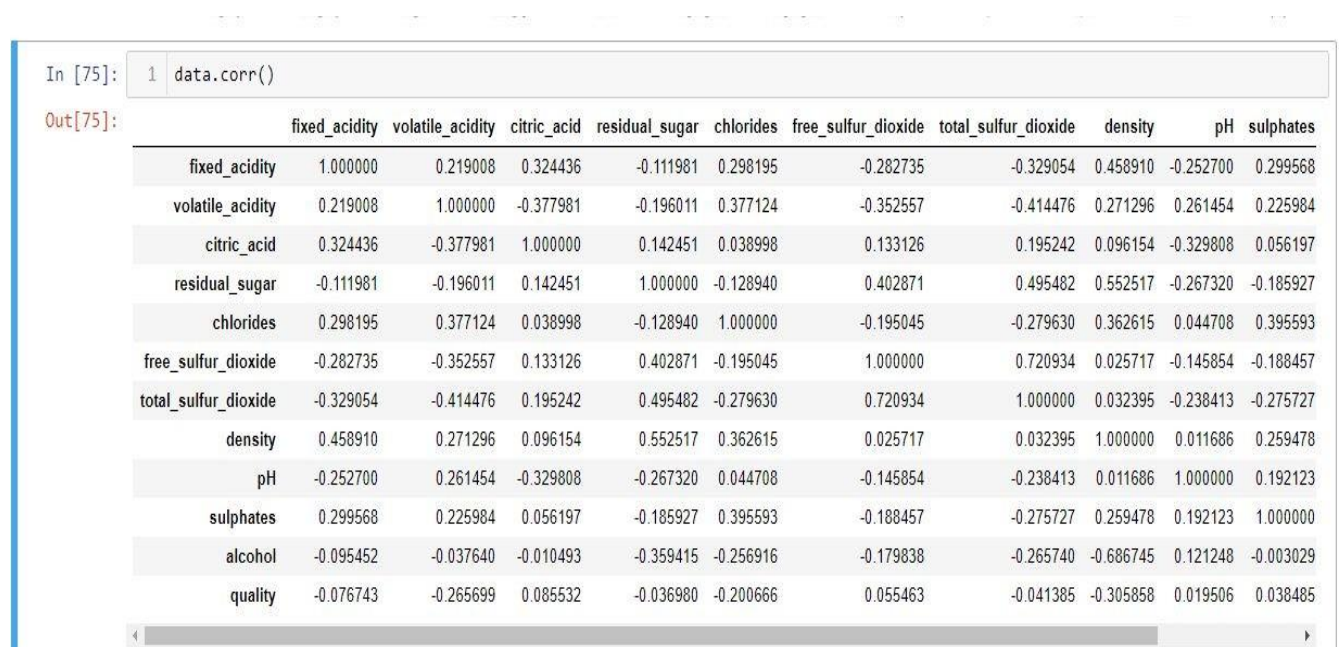 In [75]: 1 data.corr()
Out[75]:
fixed_acidity volatile_acidity citric_acid residual_sugar chlorides free_sulfur_dioxide total_sulfur_dioxide density pH sulphates
fixed_acidity 1.000000 0.219008 0.324436 -0.111981 0.298195 -0.282735 -0.329054 0.458910 -0.252700 0.299568
volatile_acidity 0.219008 1.000000 -0.377981 -0.196011 0.377124 -0.352557 -0.414476 0.271296 0.261454 0.225984
citric_acid 0.324436 -0.377981 1.000000 0.142451 0.038998 0.133126 0.195242 0.096154 -0.329808 0.056197
residual_sugar -0.111981 -0.196011 0.142451 1.000000 -0.128940 0.402871 0.495482 0.552517 -0.267320 -0.185927
chlorides 0.298195 0.377124 0.038998 -0.128940 1.000000 -0.195045 -0.279630 0.362615 0.044708 0.395593
free_sulfur_dioxide -0.282735 -0.352557 0.133126 0.402871 -0.195045 1.000000 0.720934 0.025717 -0.145854 -0.188457
total_sulfur_dioxide -0.329054 -0.414476 0.195242 0.495482 -0.279630 0.720934 1.000000 0.032395 -0.238413 -0.275727
density 0.458910 0.271296 0.096154 0.552517 0.362615 0.025717 0.032395 1.000000 0.011686 0.259478
pH -0.252700 0.261454 -0.329808 -0.267320 0.044708 -0.145854 -0.238413 0.011686 1.000000 0.192123
sulphates 0.299568 0.225984 0.056197 -0.185927 0.395593 -0.188457 -0.275727 0.259478 0.192123 1.000000
alcohol -0.095452 -0.037640 -0.010493 -0.359415 -0.256916 -0.179838 -0.265740 -0.686745 0.121248 -0.003029
quality -0.076743 -0.265699 0.085532 -0.036980 -0.200666 0.055463 -0.041385 -0.305858 0.019506 0.038485